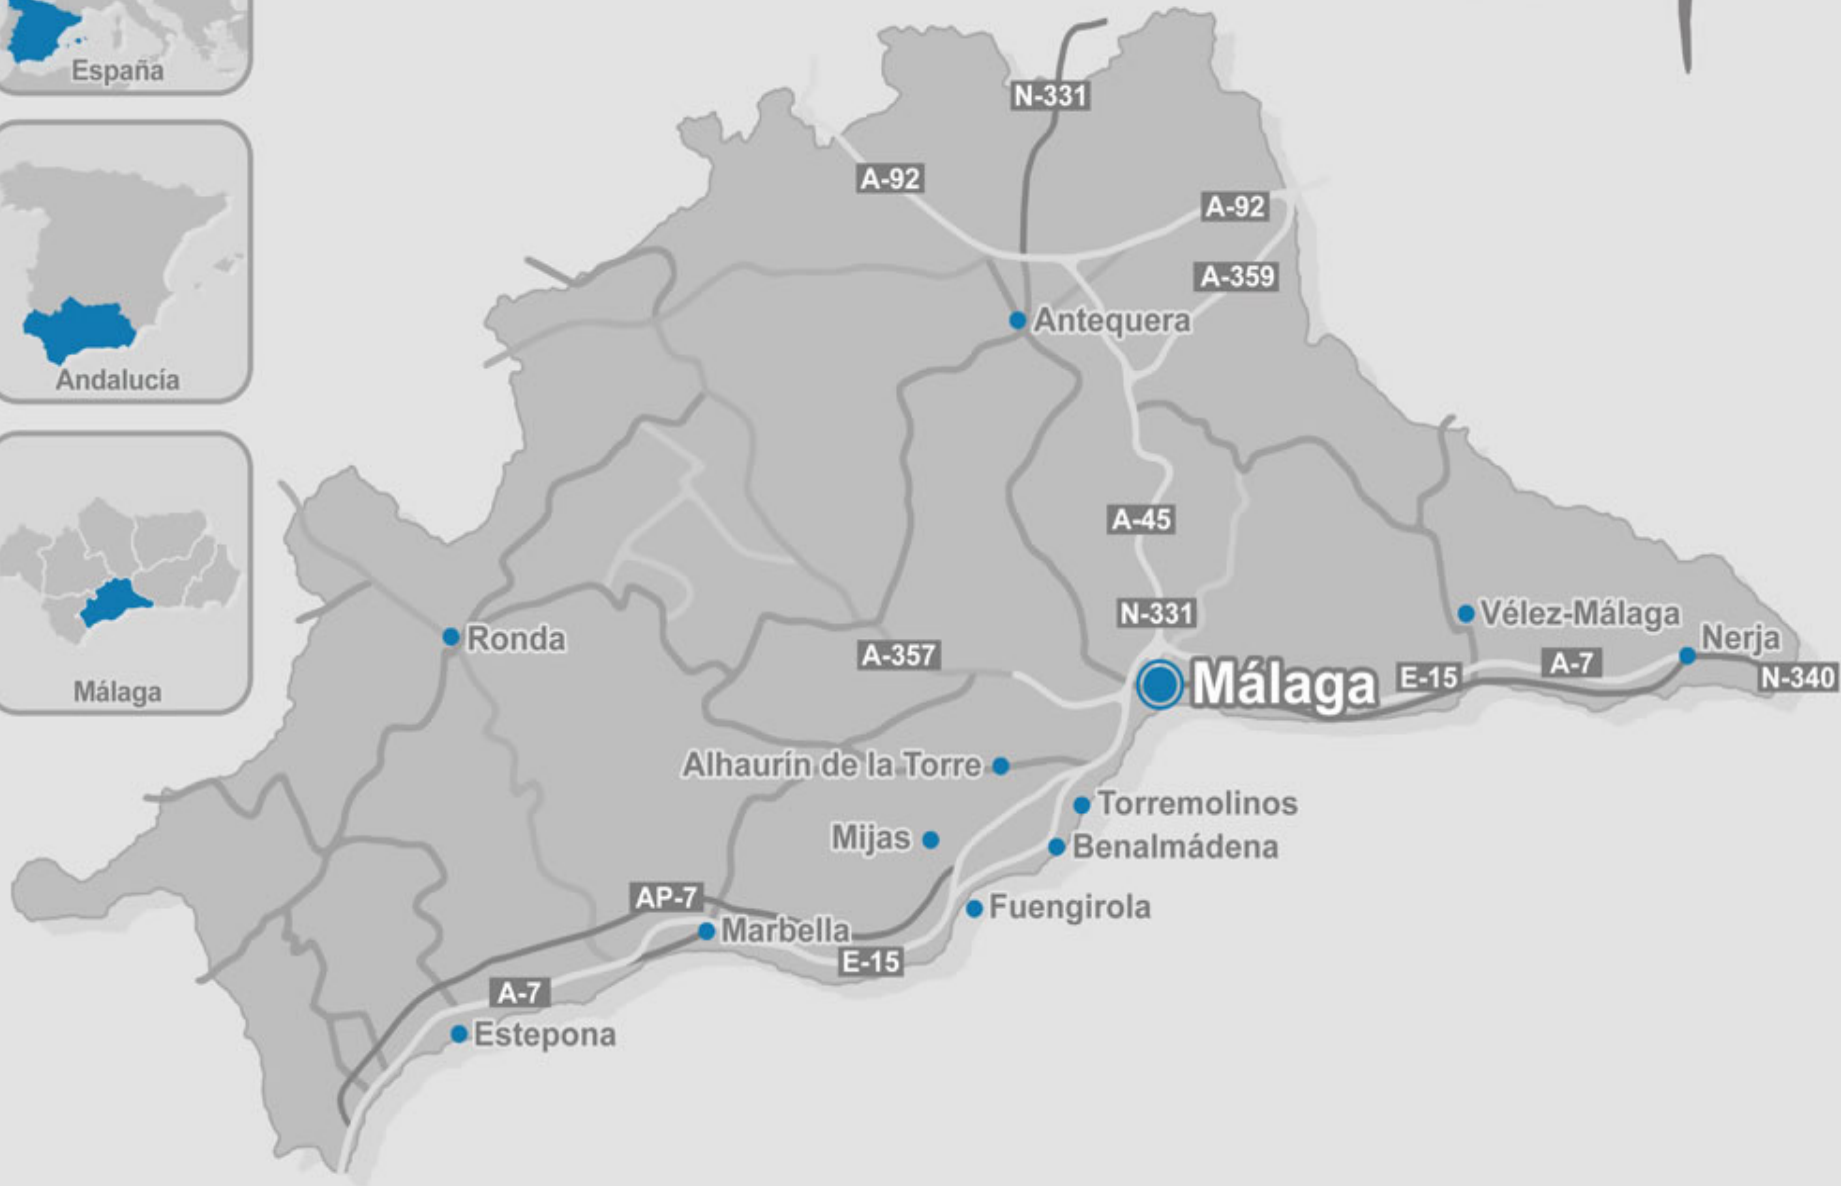 España
Andalucía
Málaga
N-331
A-92
A-92
A-359
Antequera
A-45
N-331
Vélez-Málaga
Ronda
Nerja
A-357
Málaga
E-15
A-7
N-340
Alhaurín de la Torre
Torremolinos
Mijas
Benalmádena
AP-7
Fuengirola
Marbella
E-15
A-7
Estepona